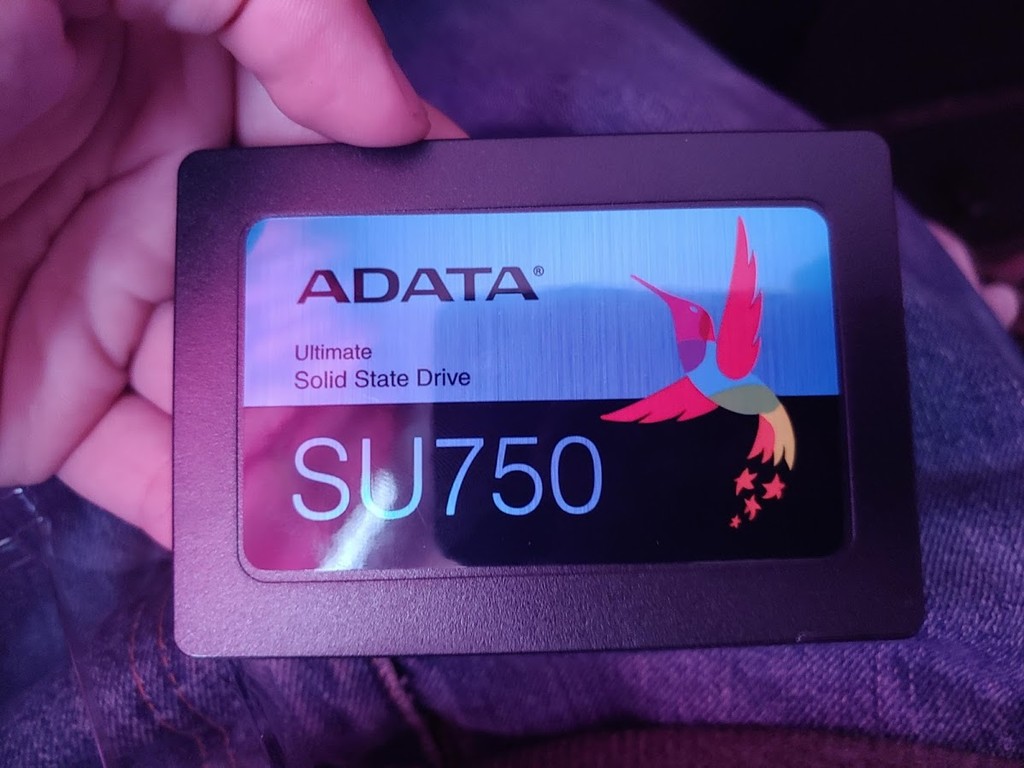 ADATA®
Ultimate
Solid State Drive
SU750